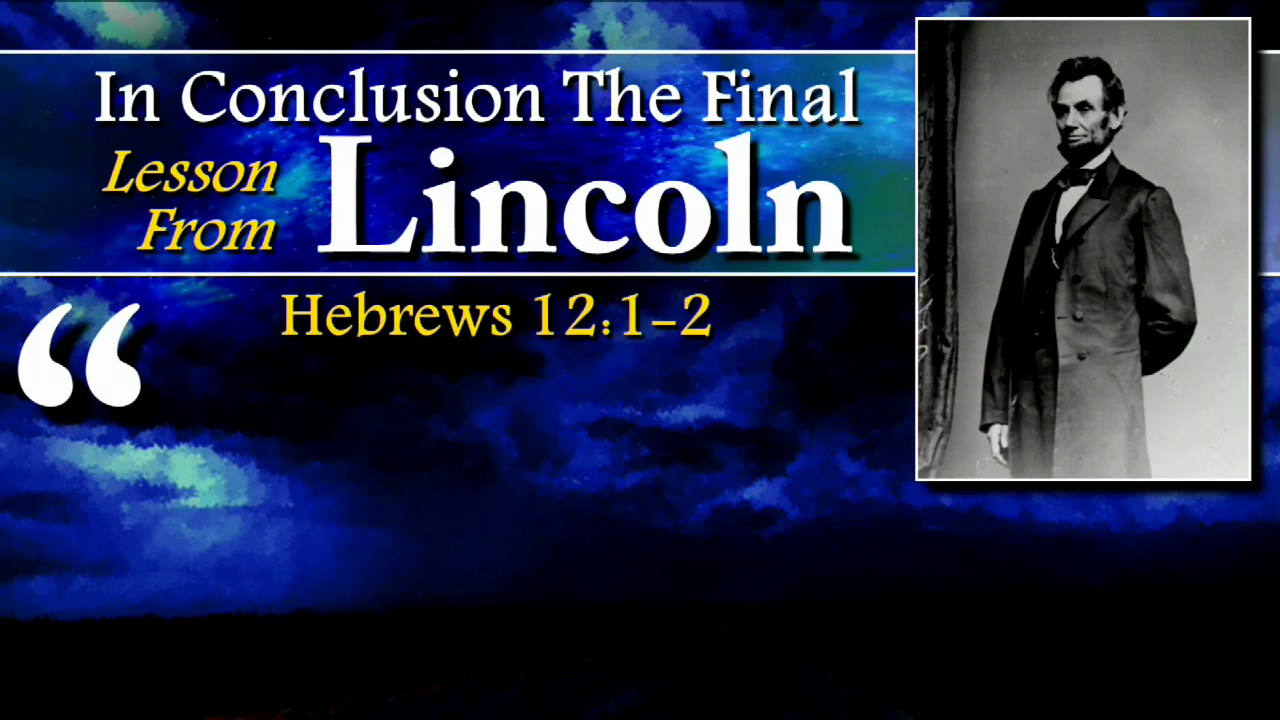 In Conclusion The Final
Lesson
From
Lincoln
Hebrews 12:1-2
“